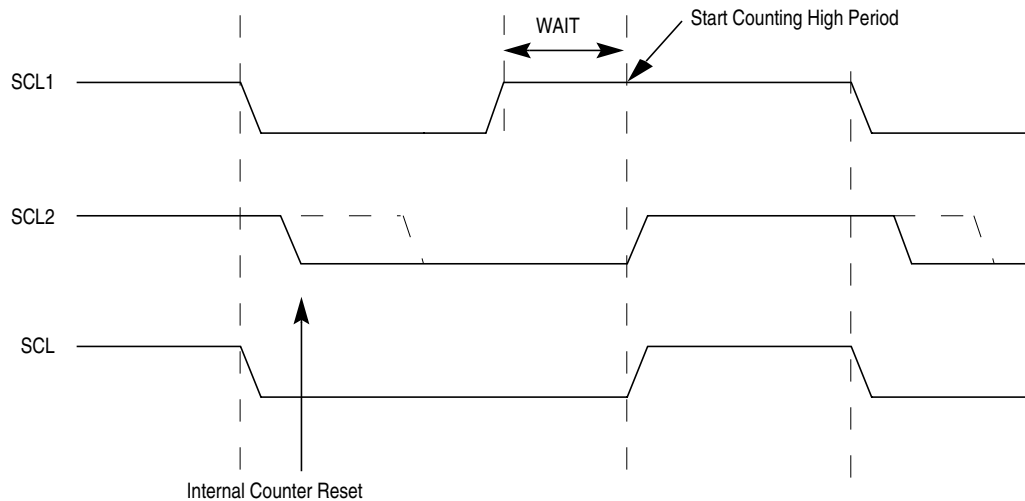 Start Counting High Period
WAIT
SCL1
SCL2
SCL
Internal Counter Reset